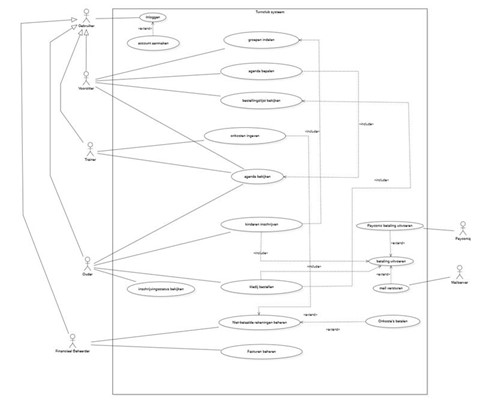 Turnclub systeem
Gebruiker
inloggen
«extend»
account aanmaken
groepen indelen
Voorzitter
agenda bepalen
bestellingslijst bekijken
«include»
onkosten ingeven
Trainer
agenda bekijken
«include»
kinderen inschrijven
Payconiq betaling uitvoeren
Payconiq
«extend»
«include»
betaling uitvoeren
Ouder
«include»
«extend»
Mailserver
inschrijvingsstatus bekijken
Kledij bestellen
mail versturen
«extend»
Niet-betaalde rekeningen beheren
Onkosten betalen
«extend»
Financieel Beheerder
Facturen beheren